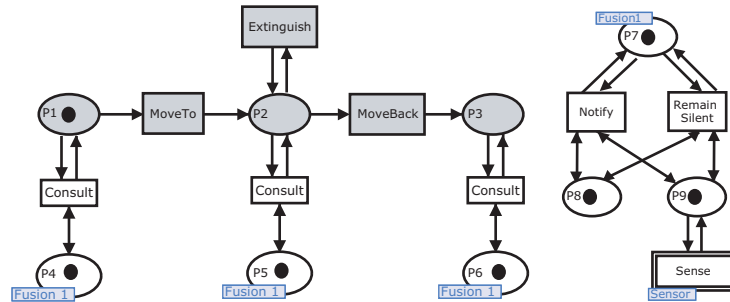 Extinguish
Fusion1
P7
P1
MoveTo
P2
MoveBack
P3
Notify
Remain
Silent
Consult
Consult
Consult
P8
P9
P4
Fusion 1
P5
Fusion 1
P6
Fusion 1
Sense
Sensor